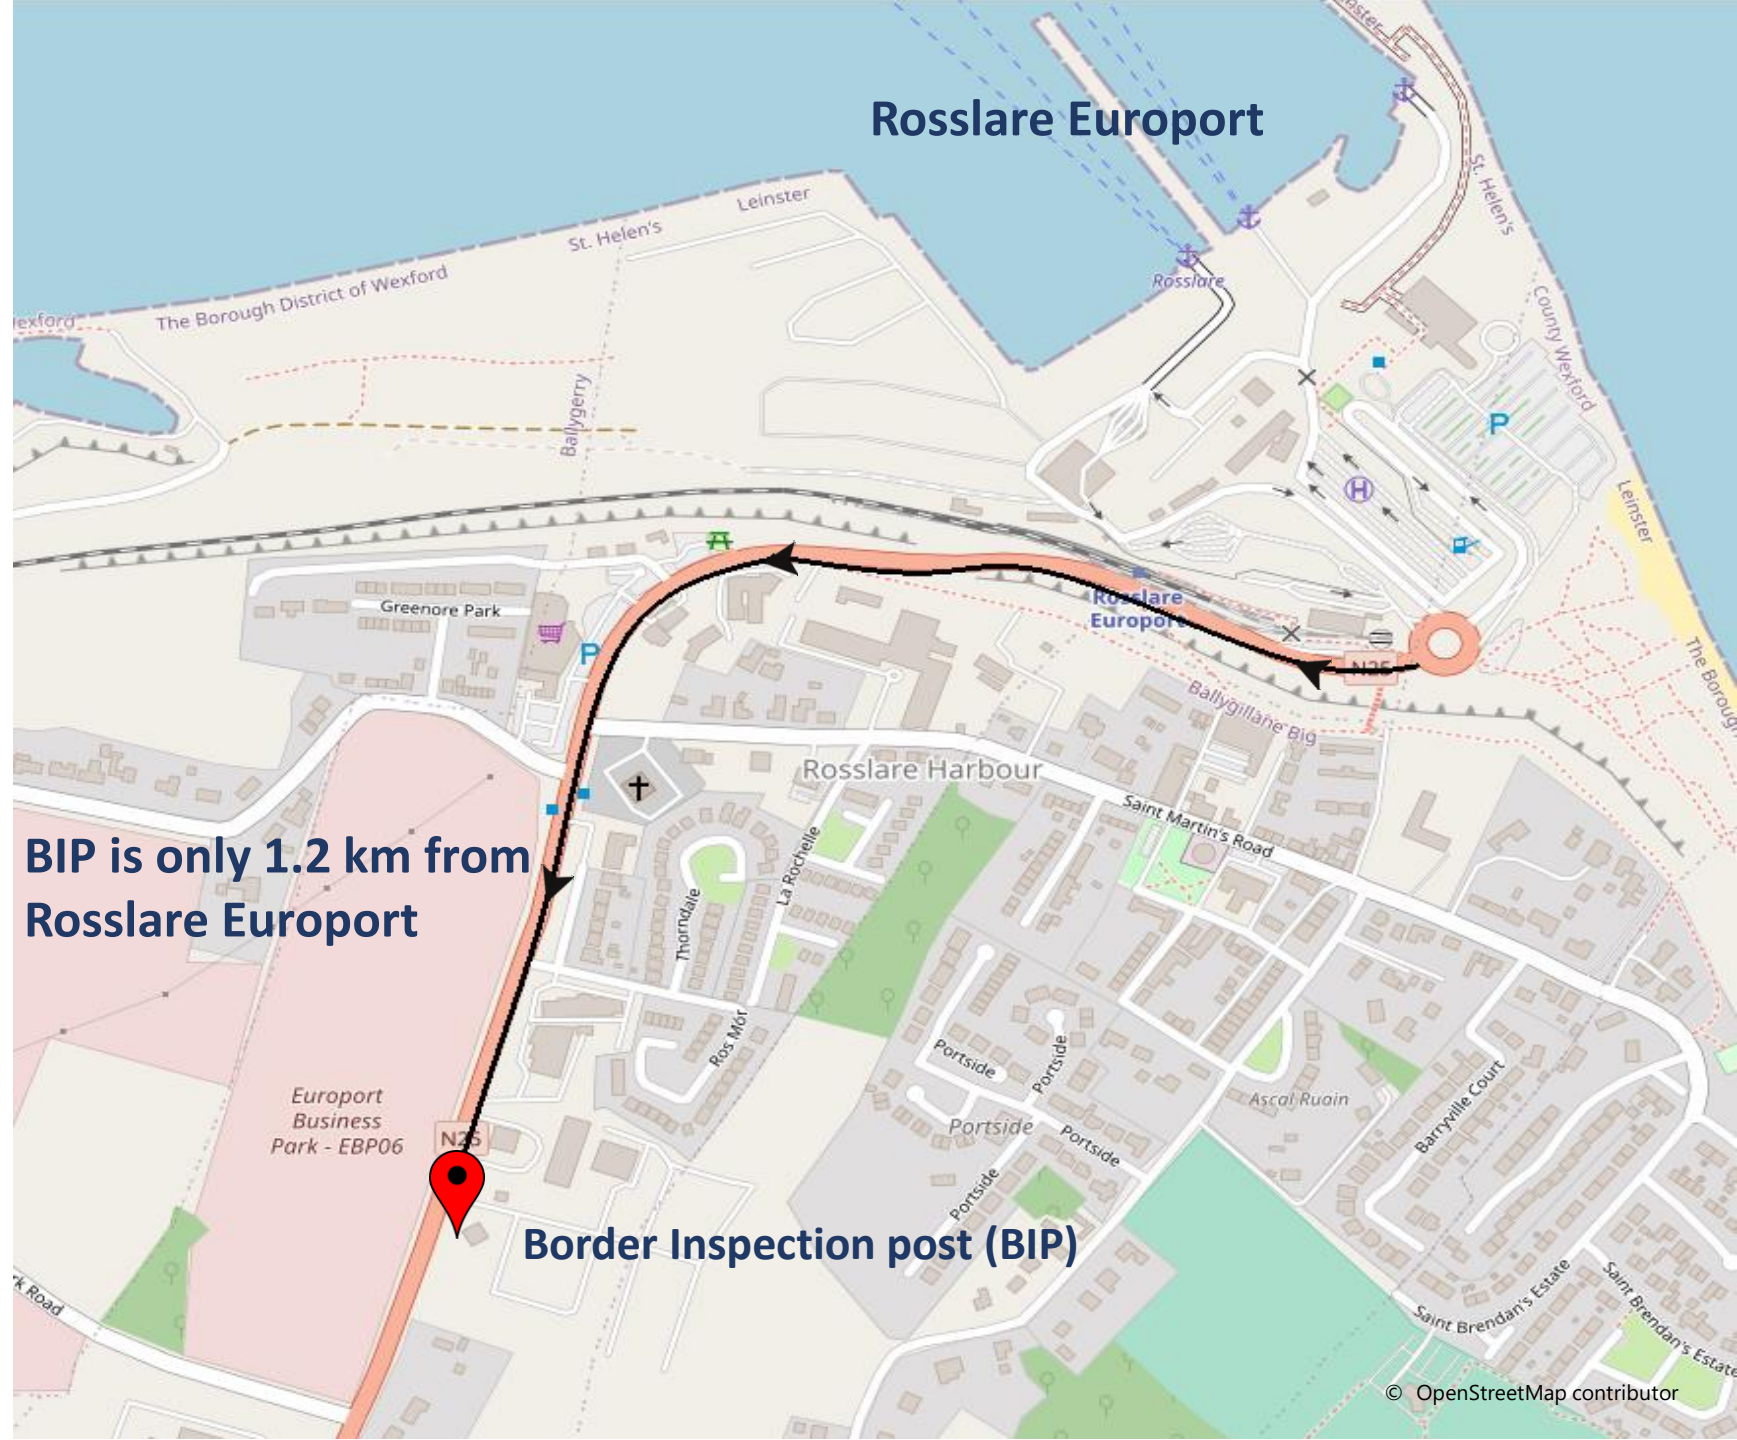 nster
Rosslare Europort
St. Helen's
Leinster
St. Helen's
The Borough District of Wexford
Rosslare
County Wexford
lexford
Ballygerry
P
H
Leinster
Greenore Park
Rosslare
Europort
P
N25
The Borough
Ballygillane Big
Rosslare Harbour
Saint Martin's Road
BIP is only 1.2 km from
Rosslare Europort
La Rochelle
Thorndale
Ros Mór
Portside
Portside
Portside
Portside
Portside
Ascal Ruain
Barryville Court
Europort
Business
Park - EBP06
N25
Border Inspection post (BIP)
rk Road
Saint Brendan's Estate
Saint Brendan's Estate
© OpenStreetMap contributor